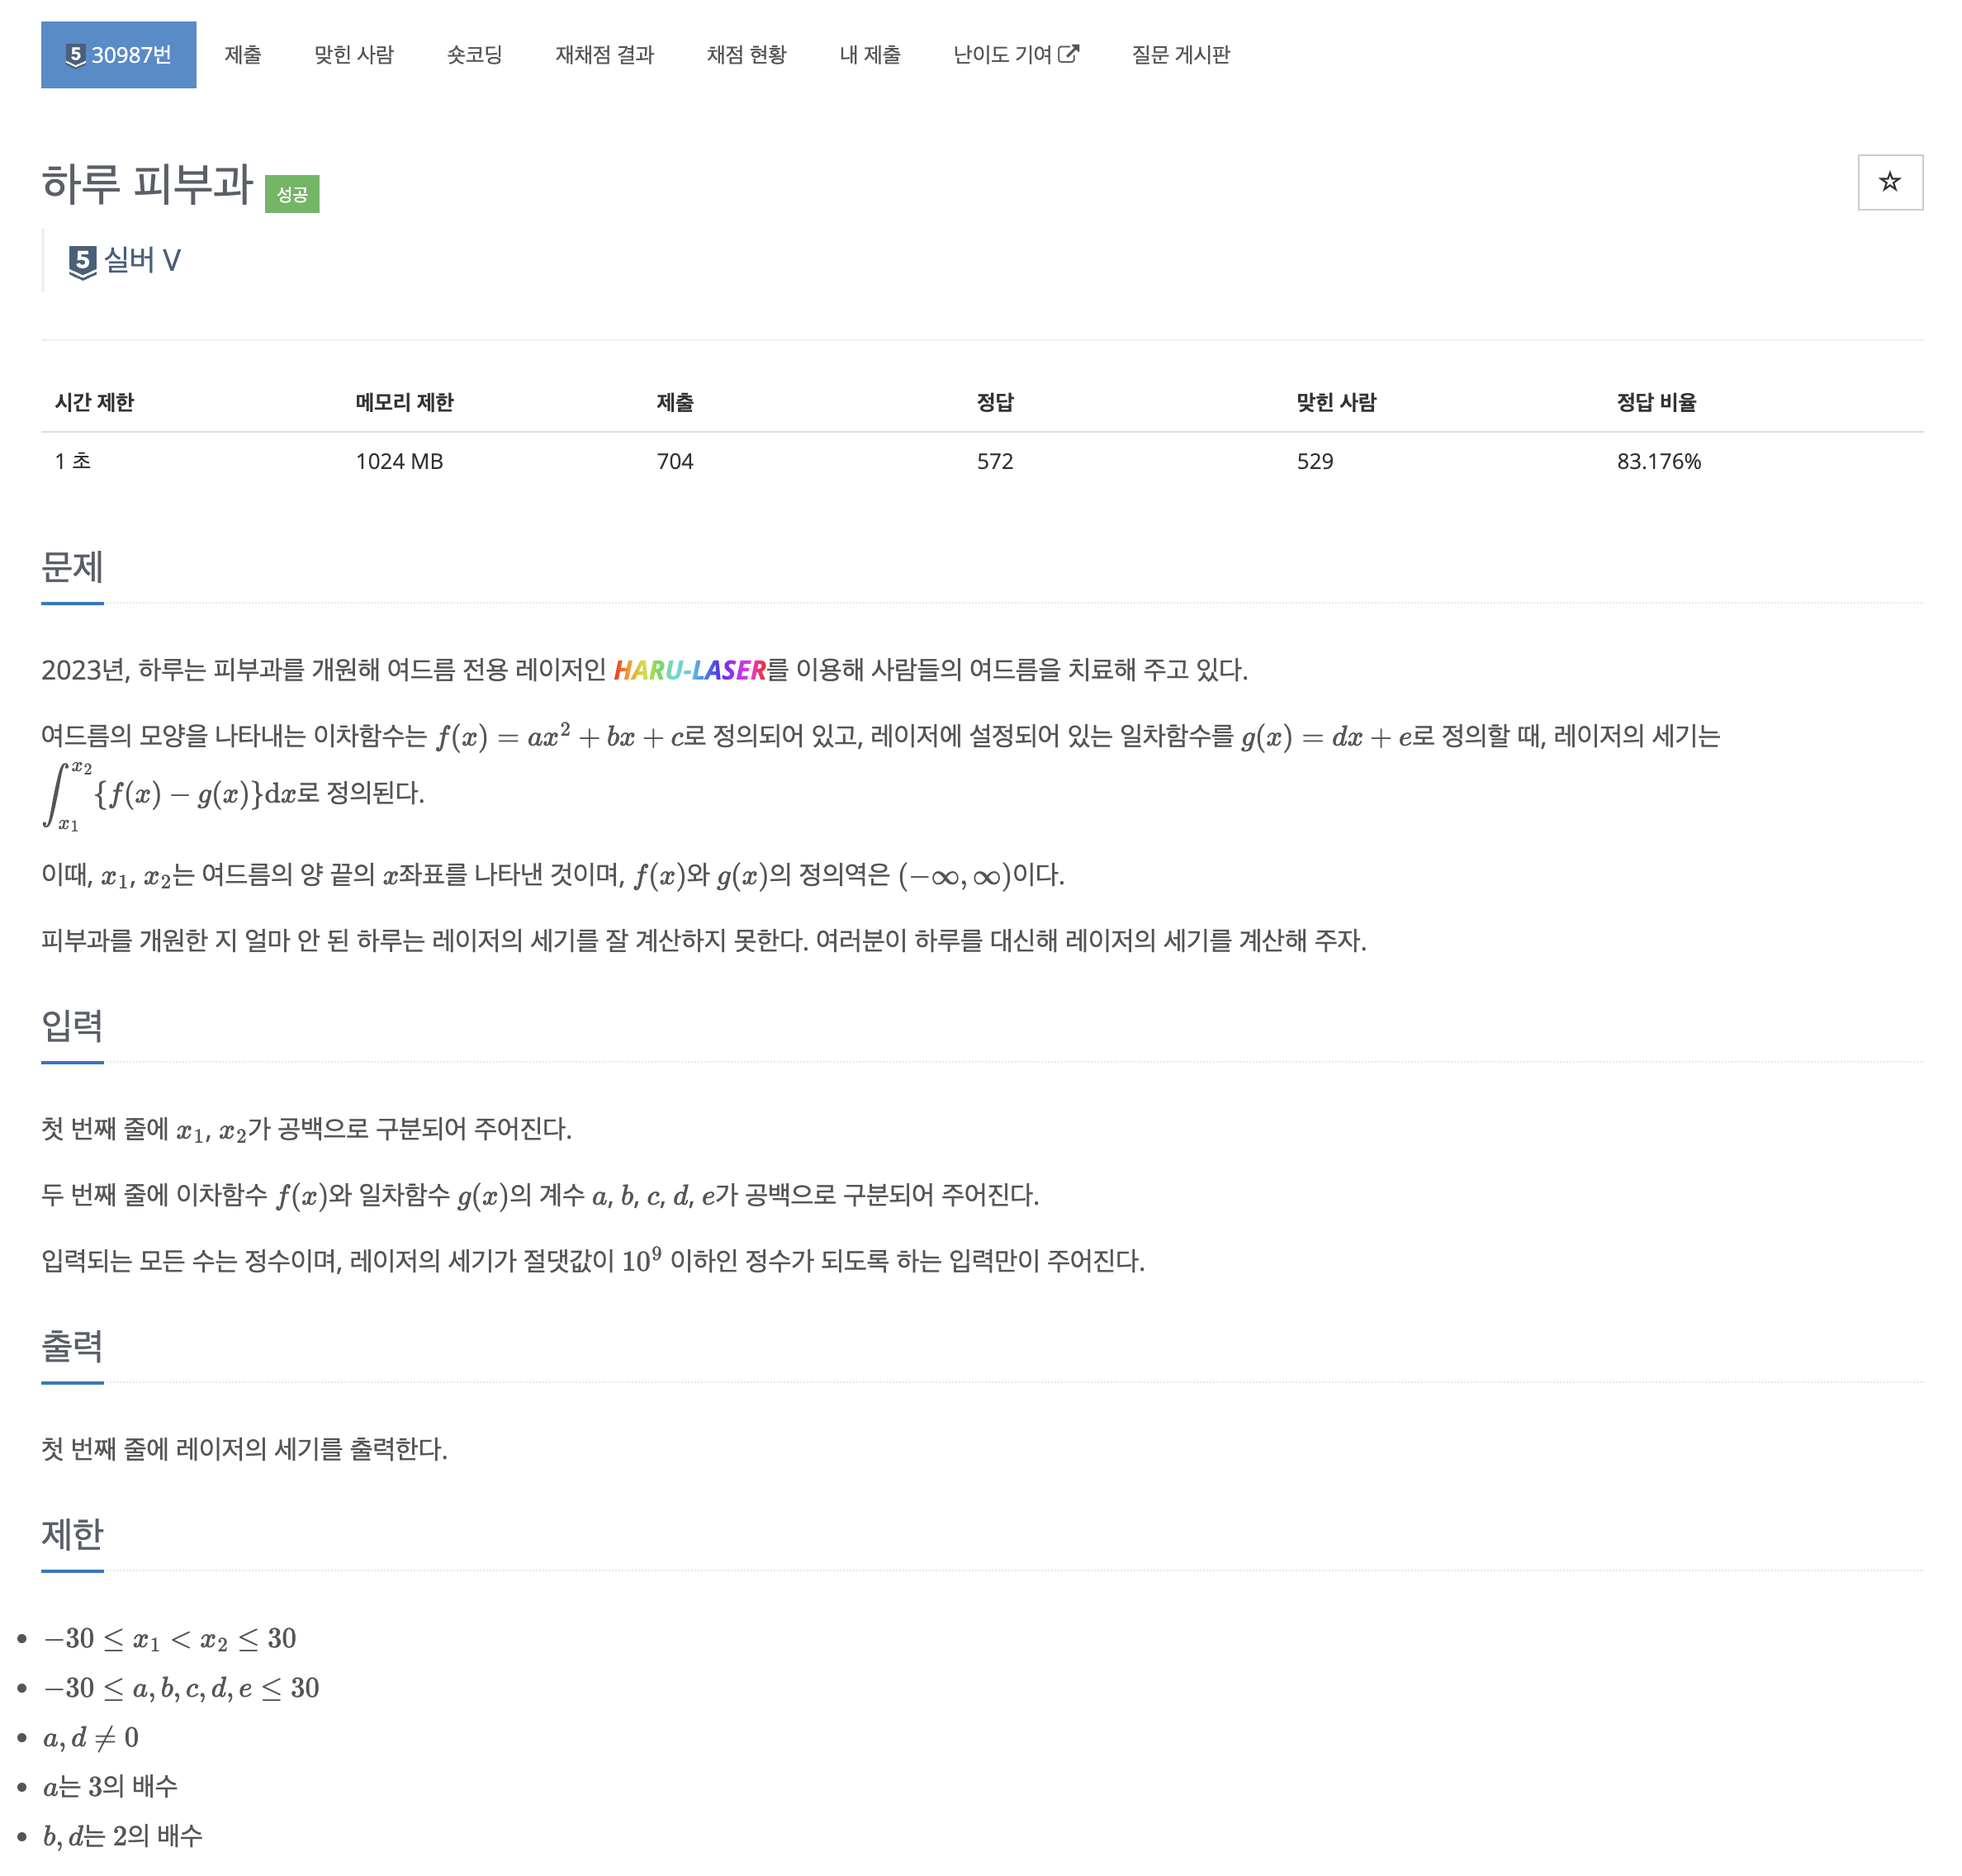 5 30987번 제출 맞힌 사람 숏코딩 재채점 결과 채점 현황 내 제출 난이도 기여 질문 게시판
하루 피부과 성공
5 실버 V
시간 제한 메모리 제한 제출 정답 맞힌 사람 정답 비율
1 초 1024 MB 704 572 529 83.176%
문제
2023년, 하루는 피부과를 개원해 여드름 전용 레이저인 HARU-LASER를 이용해 사람들의 여드름을 치료해 주고 있다.
여드름의 모양을 나타내는 이차함수는 f(x) = ax² + bx + c로 정의되어 있고, 레이저에 설정되어 있는 일차함수를 g(x) = dx + e로 정의할 때, 레이저의 세기는
∫_{x₁}^{x₂} {f(x) − g(x)}dx로 정의된다.
이때, x₁, x₂는 여드름의 양 끝의 x좌표를 나타낸 것이며, f(x)와 g(x)의 정의역은 (−∞, ∞)이다.
피부과를 개원한 지 얼마 안 된 하루는 레이저의 세기를 잘 계산하지 못한다. 여러분이 하루를 대신해 레이저의 세기를 계산해 주자.
입력
첫 번째 줄에 x₁, x₂가 공백으로 구분되어 주어진다.
두 번째 줄에 이차함수 f(x)와 일차함수 g(x)의 계수 a, b, c, d, e가 공백으로 구분되어 주어진다.
입력되는 모든 수는 정수이며, 레이저의 세기가 절댓값이 10⁹ 이하인 정수가 되도록 하는 입력만이 주어진다.
출력
첫 번째 줄에 레이저의 세기를 출력한다.
제한
• −30 ≤ x₁ < x₂ ≤ 30
• −30 ≤ a, b, c, d, e ≤ 30
• a, d ≠ 0
• a는 3의 배수
• b, d는 2의 배수